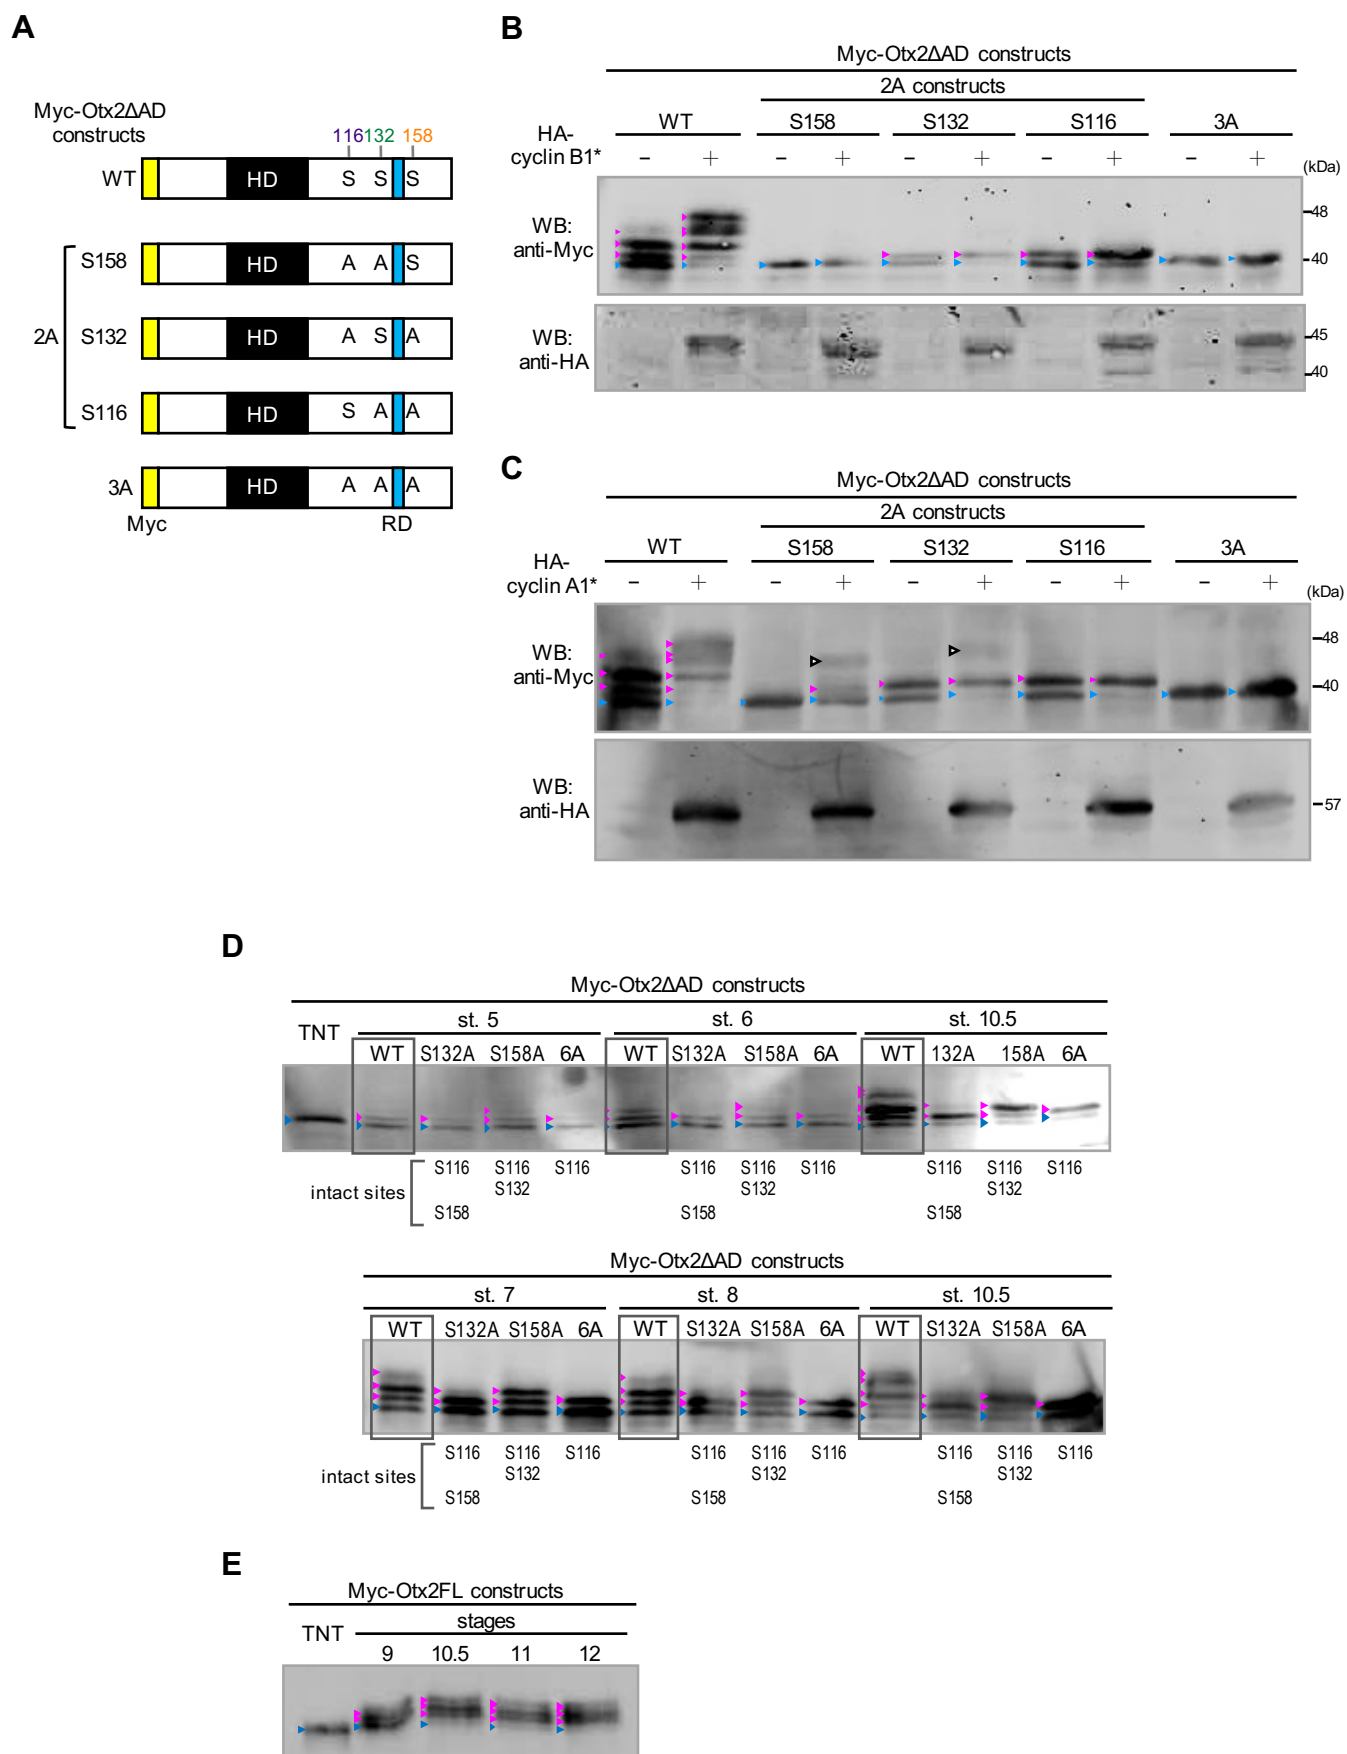 A
Myc-Otx2ΔAD
constructs
116 132 158
WT HD S S S
S158 HD A A S
2A S132 HD A S A
S116 HD S A A
3A HD A A A
Myc RD
B
Myc-Otx2ΔAD constructs
2A constructs
WT S158 S132 S116 3A
HA-
cyclin B1* − + − + − + − + − +
(kDa)
WB:
anti-Myc
48
40
WB:
anti-HA
45
40
C
Myc-Otx2ΔAD constructs
2A constructs
WT S158 S132 S116 3A
HA-
cyclin A1* − + − + − + − + − +
(kDa)
WB:
anti-Myc
48
40
WB:
anti-HA
57
D
Myc-Otx2ΔAD constructs
TNT st. 5 st. 6 st. 10.5
WT S132A S158A 6A WT S132A S158A 6A WT 132A 158A 6A
S116 S116 S116 S116 S116 S116 S116 S116 S116
intact sites S132 S132 S132
S158 S158 S158
Myc-Otx2ΔAD constructs
st. 7 st. 8 st. 10.5
WT S132A S158A 6A WT S132A S158A 6A WT S132A S158A 6A
S116 S116 S116 S116 S116 S116 S116 S116 S116
intact sites S132 S132 S132
S158 S158 S158
E
Myc-Otx2FL constructs
TNT stages
9 10.5 11 12